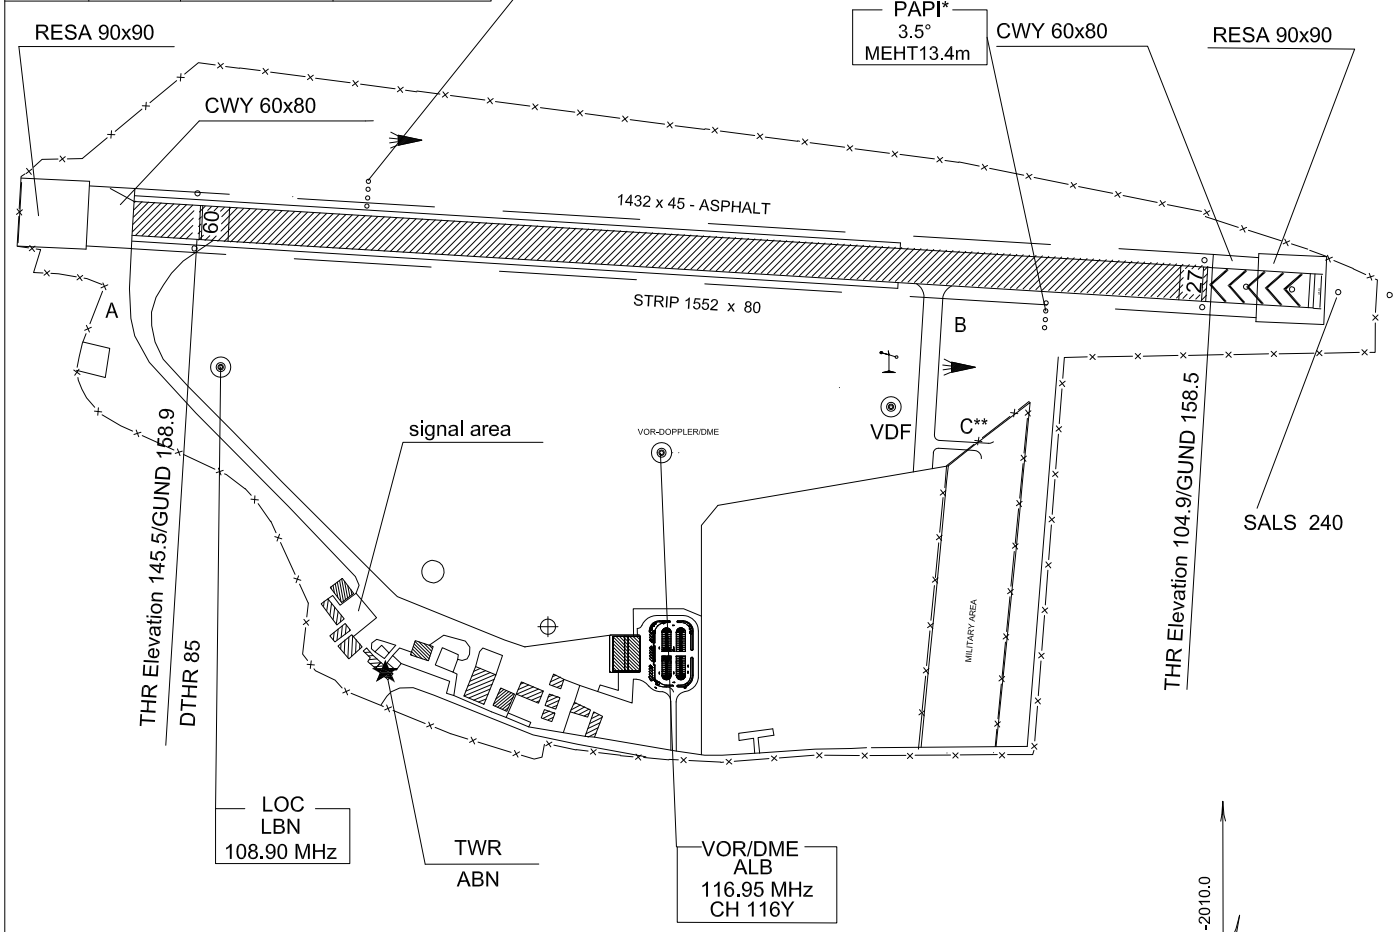 PAPI*
3.5°
MEHT13.4m
RESA 90x90
CWY 60x80
RESA 90x90
CWY 60x80
1432 x 45 - ASPHALT
09
27
STRIP 1552 x 80
A
B
C**
VDF
signal area
VOR-DOPPLER/DME
THR Elevation 145.5/GUND 158.9
DTHR 85
THR Elevation 104.9/GUND 158.5
SALS 240
MILITARY AREA
LOC
LBN
108.90 MHz
TWR
ABN
VOR/DME
ALB
116.95 MHz
CH 116Y
-2010.0